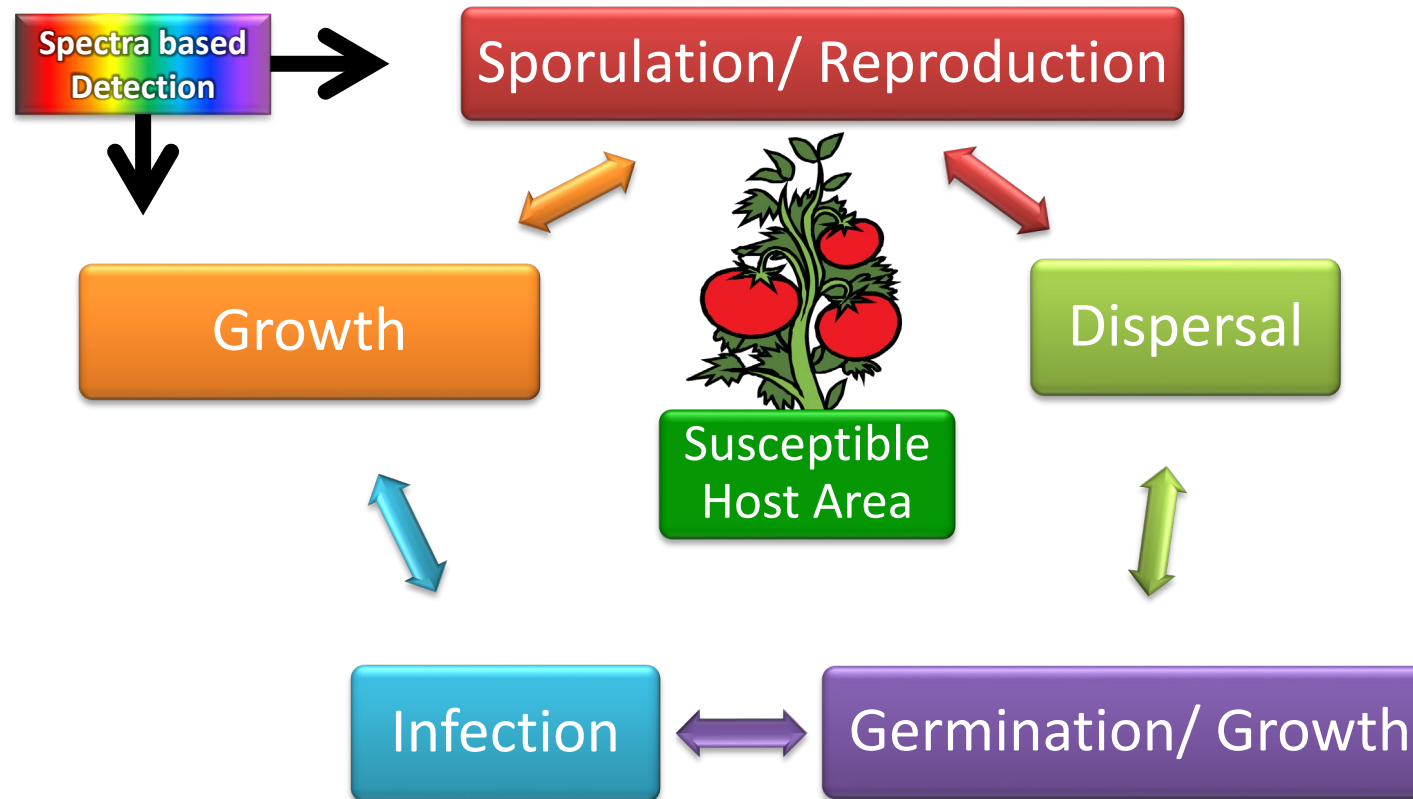 Spectra based
Detection
Sporulation/ Reproduction
Growth
Dispersal
Susceptible
Host Area
Infection
Germination/ Growth